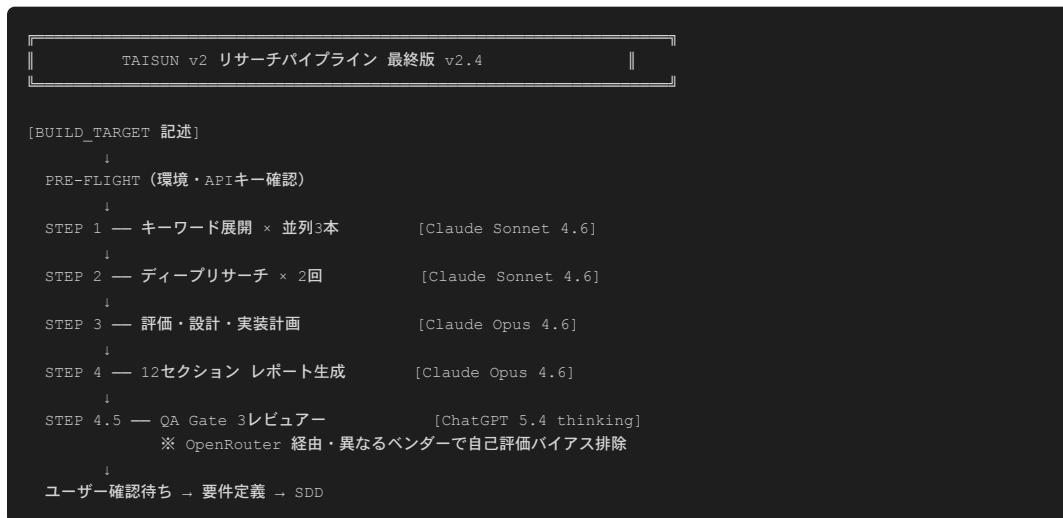 TAISUN v2 リサーチパイプライン 最終版 v2.4
[BUILD_TARGET 記述]
↓
PRE-FLIGHT（環境・APIキー確認）
↓
STEP 1 —— キーワード展開 × 並列3本 [Claude Sonnet 4.6]
↓
STEP 2 —— ディープリサーチ × 2回 [Claude Sonnet 4.6]
↓
STEP 3 —— 評価・設計・実装計画 [Claude Opus 4.6]
↓
STEP 4 —— 12セクション レポート生成 [Claude Opus 4.6]
↓
STEP 4.5 —— QA Gate 3レビュアー [ChatGPT 5.4 thinking]
※ OpenRouter 経由・異なるベンダーで自己評価バイアス排除
↓
ユーザー確認待ち → 要件定義 → SDD